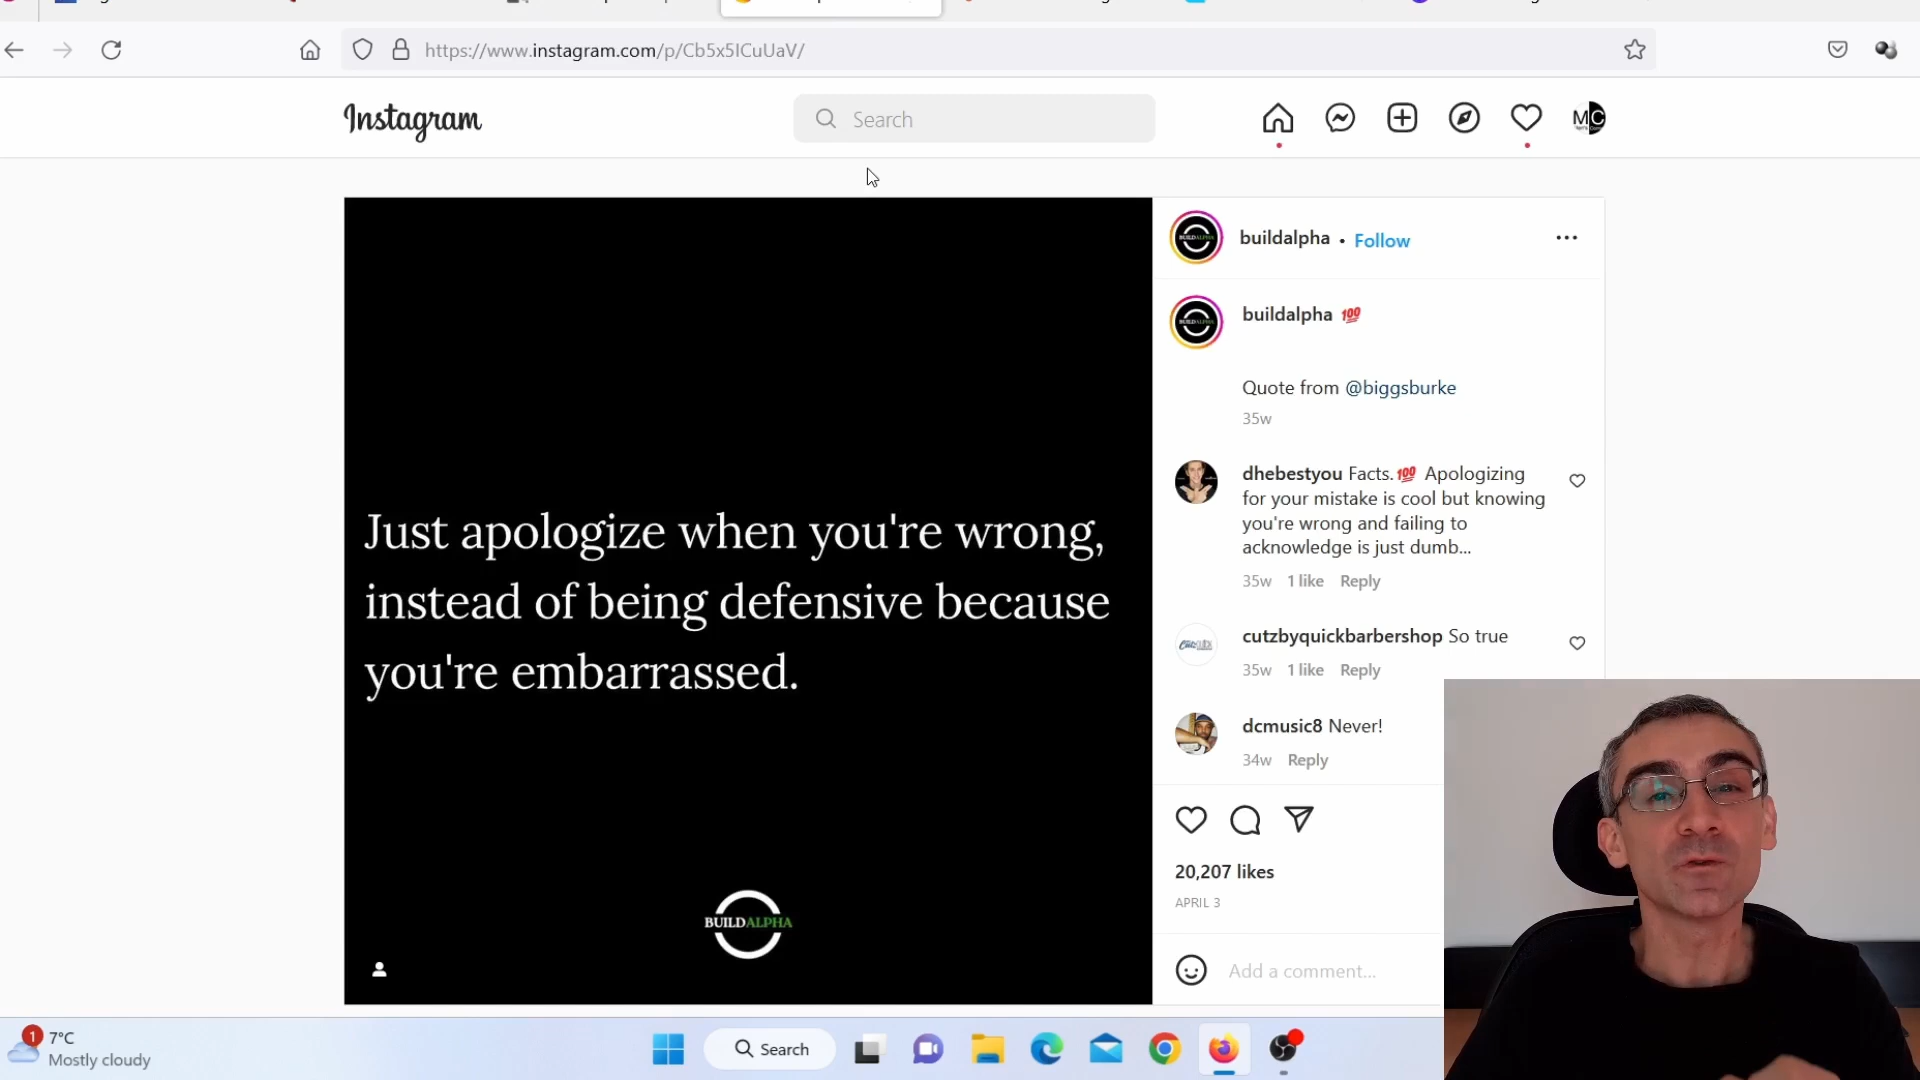 https://www.instagram.com/p/Cb5x5ICuUaV/
Instagram
Search
MC
buildalpha • Follow
buildalpha 💯
Quote from @biggsburke
35w
dhebestyou Facts.💯 Apologizing
for your mistake is cool but knowing
you're wrong and failing to
acknowledge is just dumb...
35w 1 like Reply
cutzbyquickbarbershop So true
35w 1 like Reply
dcmusic8 Never!
34w Reply
20,207 likes
APRIL 3
Add a comment...
Just apologize when you're wrong,
instead of being defensive because
you're embarrassed.
BUILDALPHA
1
7°C
Mostly cloudy
Search